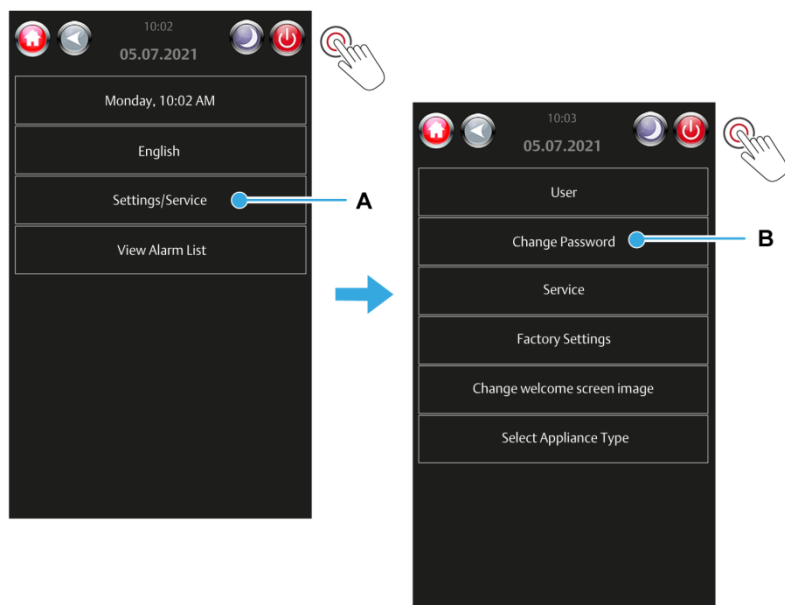 10:02
05.07.2021
Monday, 10:02 AM
English
Settings/Service
A
View Alarm List
10:03
05.07.2021
User
Change Password
B
Service
Factory Settings
Change welcome screen image
Select Appliance Type